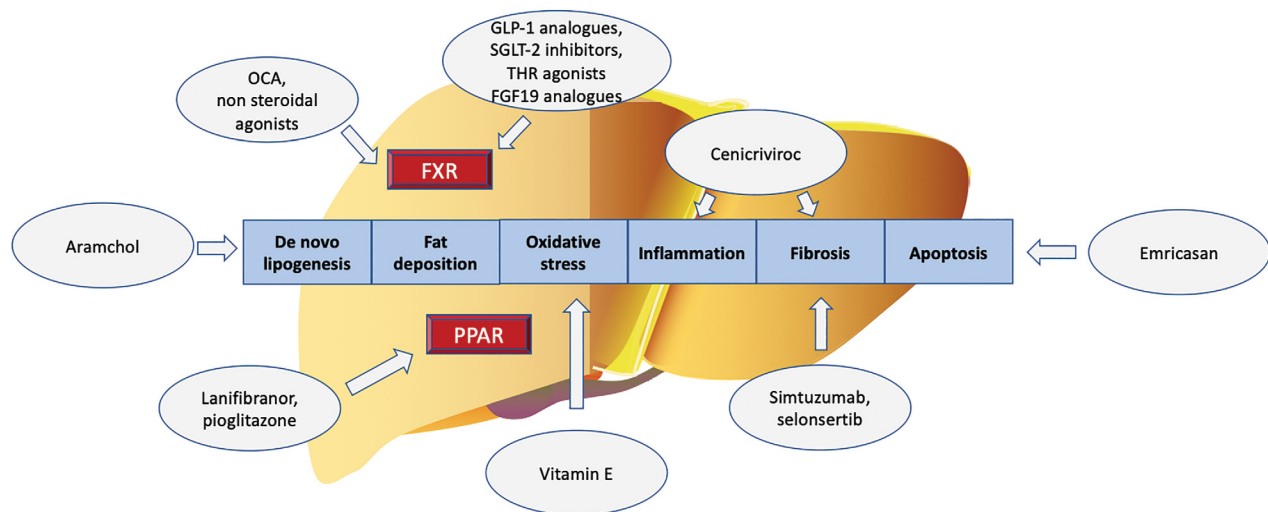 GLP-1 analogues,
SGLT-2 inhibitors,
THR agonists
FGF19 analogues
OCA,
non steroidal
agonists
Cenicriviroc
FXR
Aramchol
De novo
lipogenesis
Fat
deposition
Oxidative
stress
Inflammation
Fibrosis
Apoptosis
Emricasan
PPAR
Lanifibranor,
pioglitazone
Simtuzumab,
selonsertib
Vitamin E